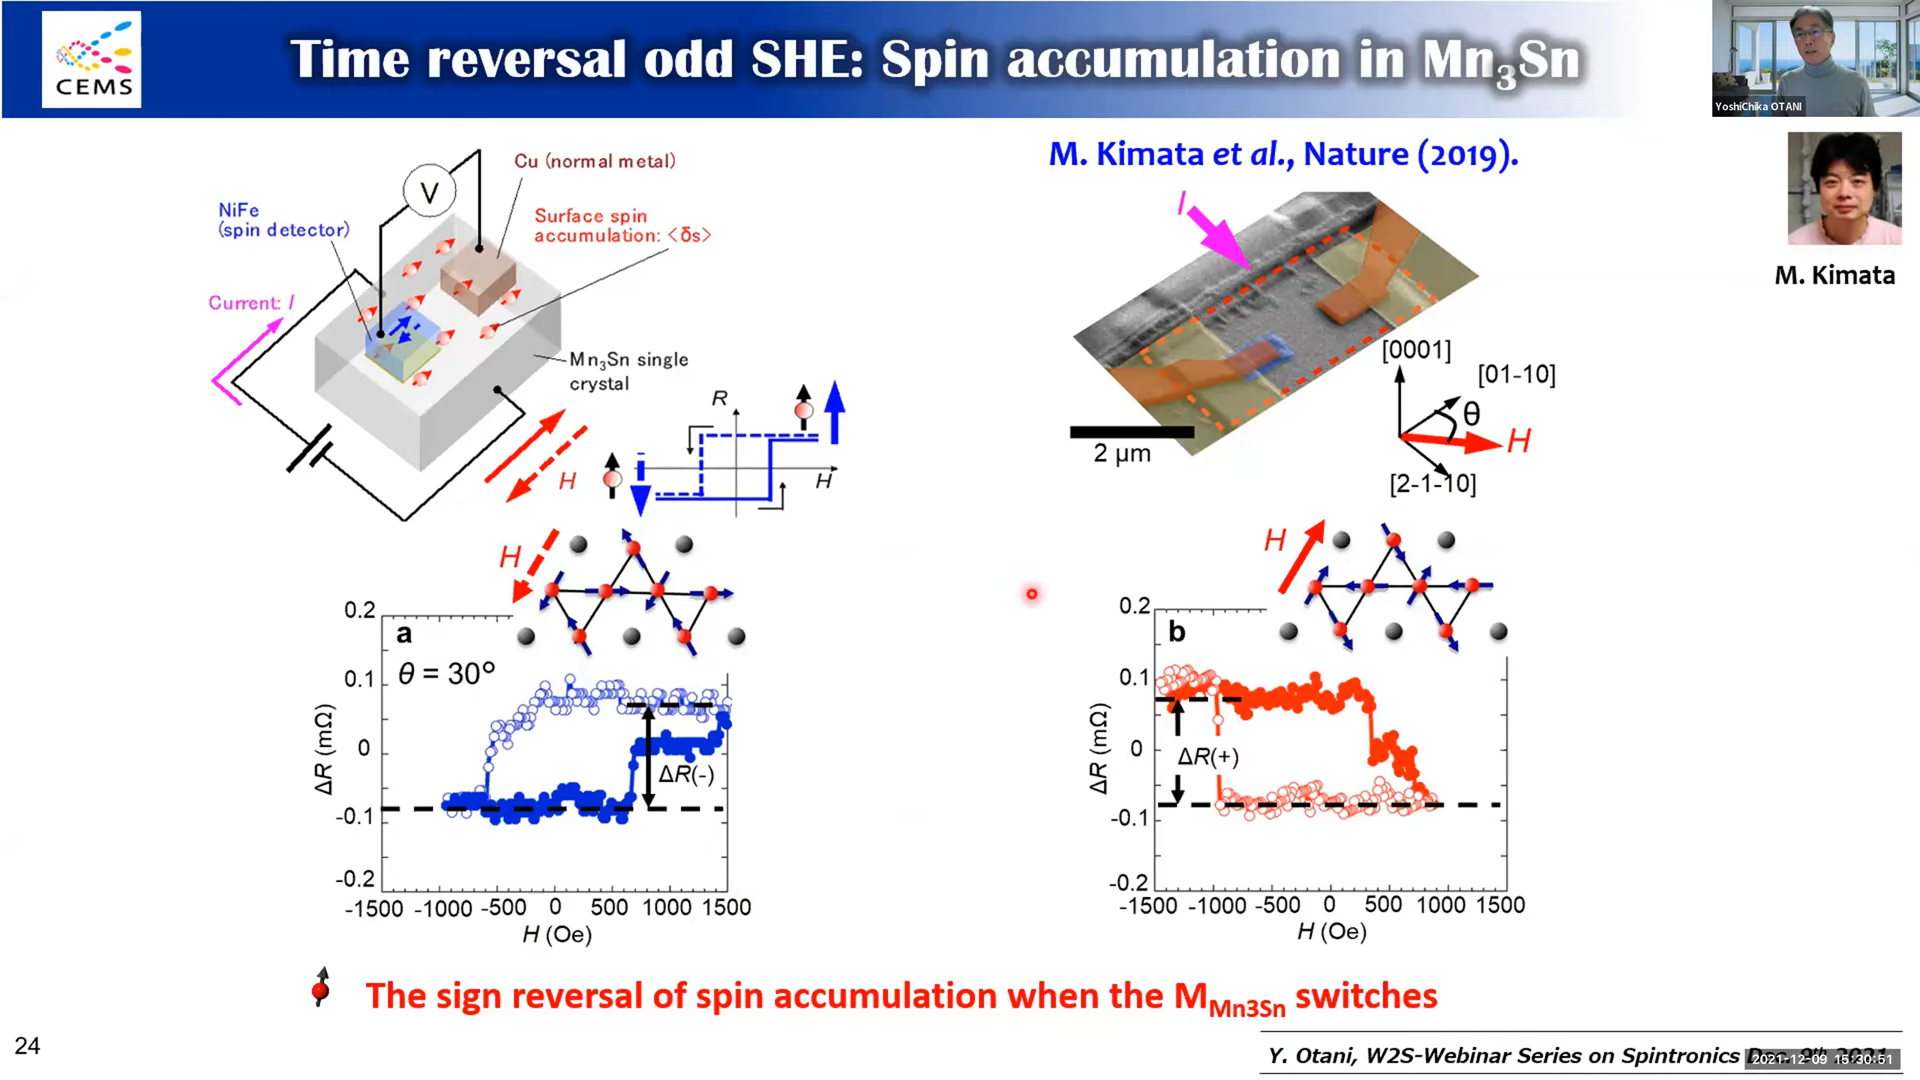 CEMS
Time reversal odd SHE: Spin accumulation in Mn3Sn
YoshiChika OTANI
M. Kimata et al., Nature (2019).
M. Kimata
V
Cu (normal metal)
NiFe
(spin detector)
Surface spin
accumulation: <δs>
Current: I
Mn3Sn single
crystal
H
R
H
I
2 μm
[0001]
[01-10]
θ
H
[2-1-10]
H
a
θ = 30°
0.2
0.1
0
-0.1
-0.2
ΔR (mΩ)
ΔR(-)
-1500 -1000 -500 0 500 1000 1500
H (Oe)
H
b
0.2
0.1
0
-0.1
-0.2
ΔR (mΩ)
ΔR(+)
-1500 -1000 -500 0 500 1000 1500
H (Oe)
The sign reversal of spin accumulation when the MMn3Sn switches
24
Y. Otani, W2S-Webinar Series on Spintronics
2021-12-09 15:30:51